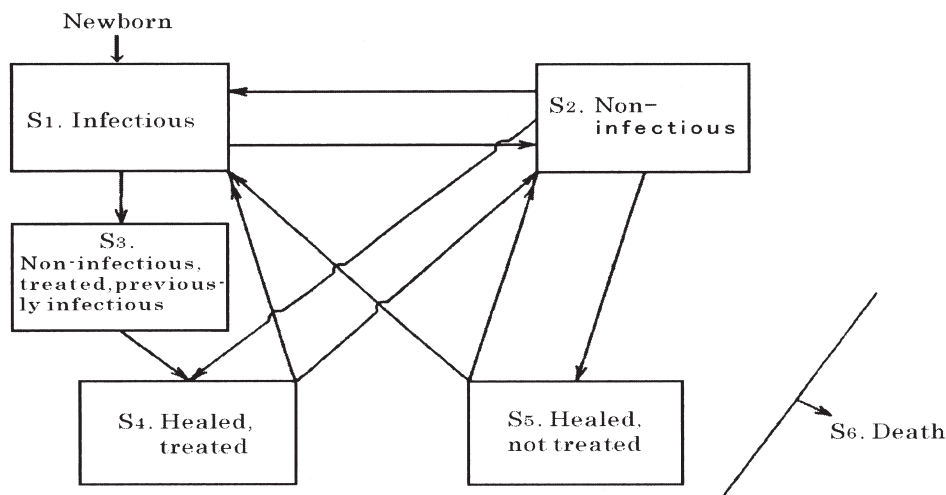 Newborn
S1. Infectious
S2. Non-
infectious
S3.
Non-infectious,
treated,previous-
ly infectious
S4. Healed,
treated
S5. Healed,
not treated
S6. Death